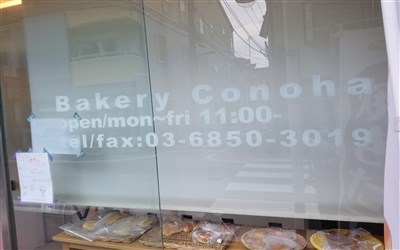 Bakery Conoha
open/mon~fri 11:00-
tel/fax:03-6850-3019